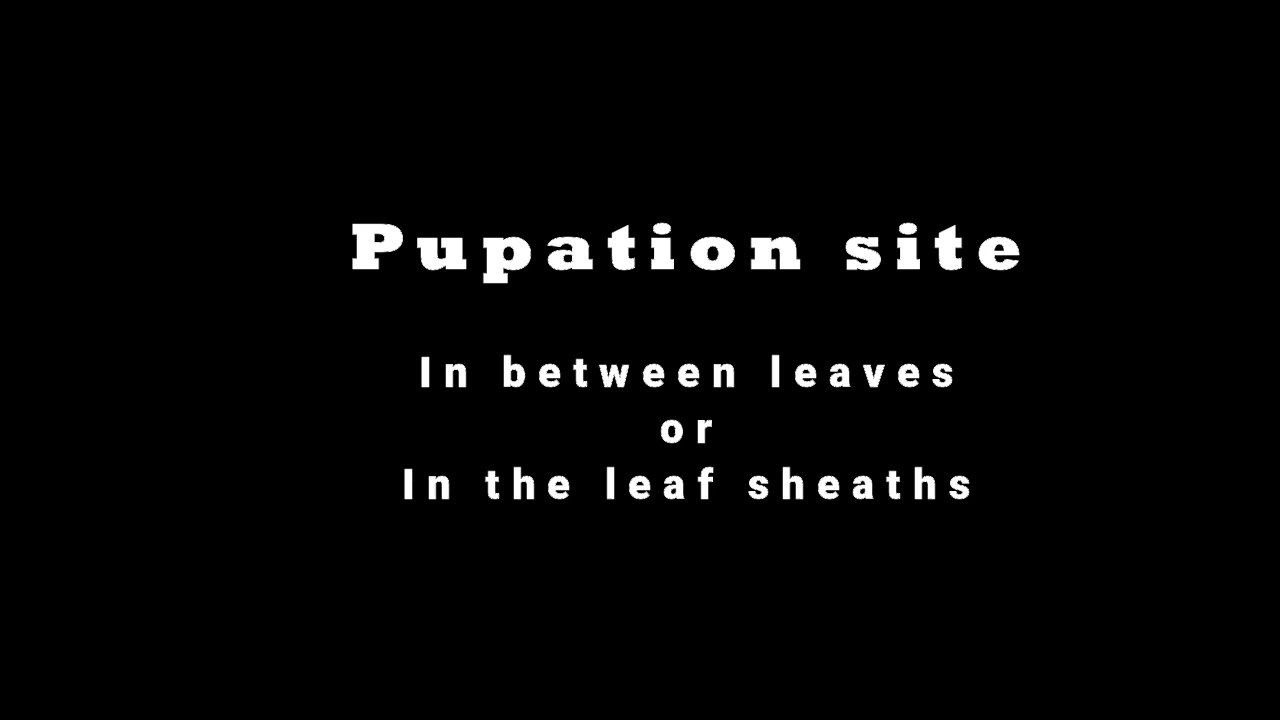 Pupation site
In between leaves
or
In the leaf sheaths